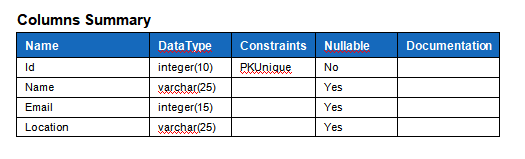 Columns Summary
Name DataType Constraints Nullable Documentation
Id integer(10) PKUnique No
Name varchar(25) Yes
Email integer(15) Yes
Location varchar(25) Yes